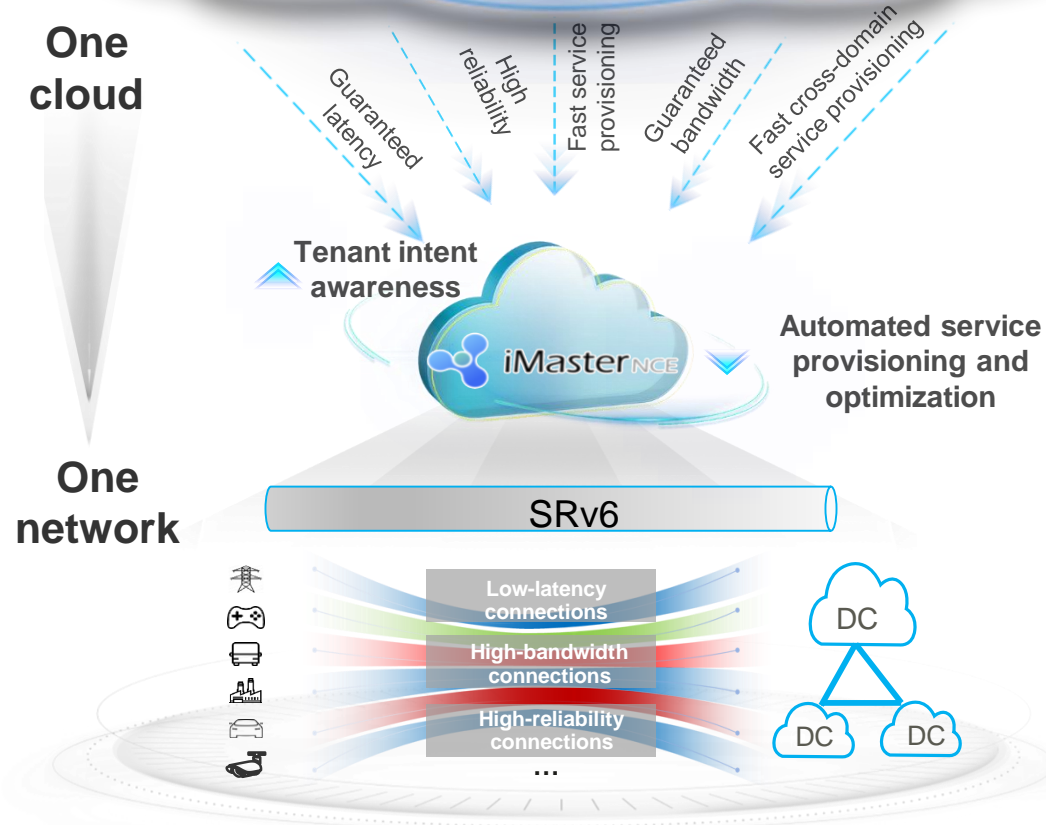 One
cloud
Guaranteed
latency
High
reliability
Fast service
provisioning
Guaranteed
bandwidth
Fast cross-domain
service provisioning
Tenant intent
awareness
iMaster NCE
Automated service
provisioning and
optimization
One
network
SRv6
Low-latency
connections
High-bandwidth
connections
High-reliability
connections
...
DC
DC
DC